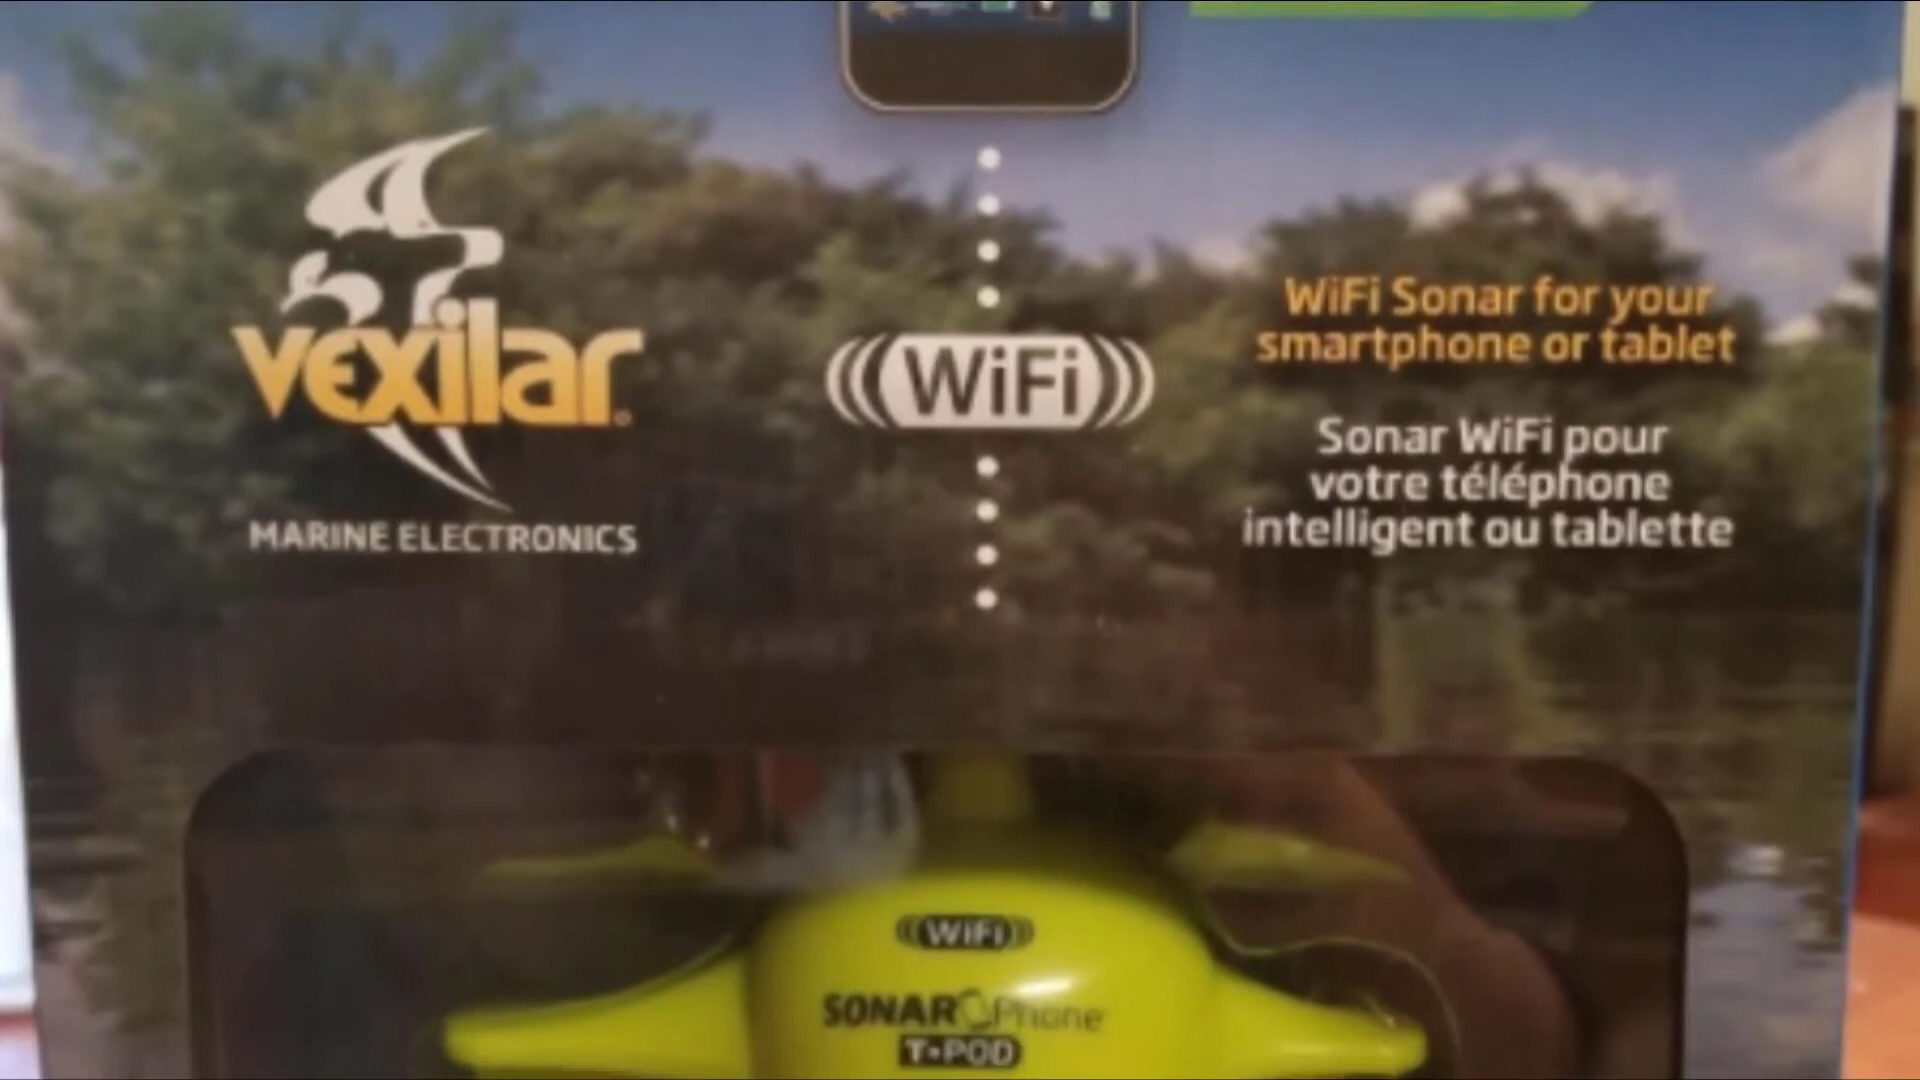 vexilar
MARINE ELECTRONICS
WiFi
WiFi Sonar for your
smartphone or tablet
Sonar WiFi pour
votre téléphone
intelligent ou tablette
WiFi
SONAR Phone
T•POD